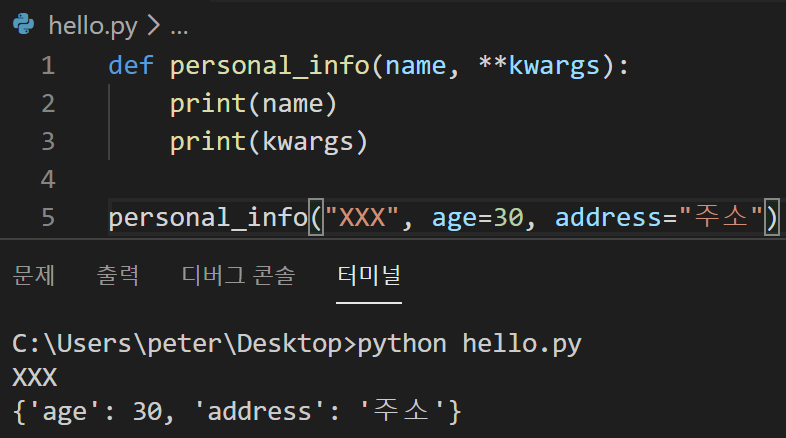 hello.py > ...
1 def personal_info(name, **kwargs):
2     print(name)
3     print(kwargs)
4
5 personal_info("XXX", age=30, address="주소")
문제 출력 디버그 콘솔 터미널
C:\Users\peter\Desktop>python hello.py
XXX
{'age': 30, 'address': '주소'}